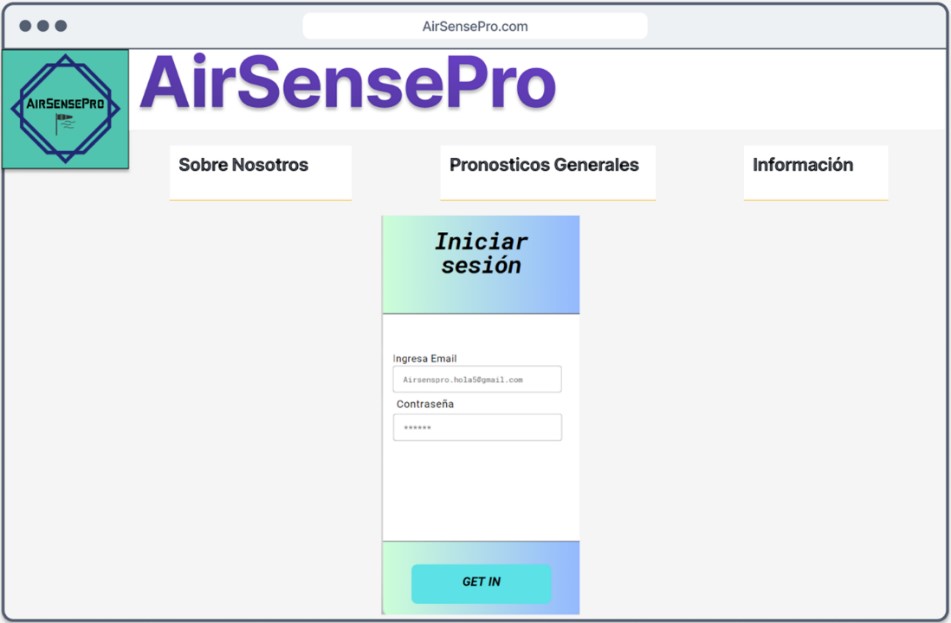 AirSensePro.com
AirSensePro
AIRSENSEPRO
Sobre Nosotros
Pronosticos Generales
Información
Iniciar
sesión
Ingresa Email
Airsenspro.hola5@gmail.com
Contraseña
******
GET IN